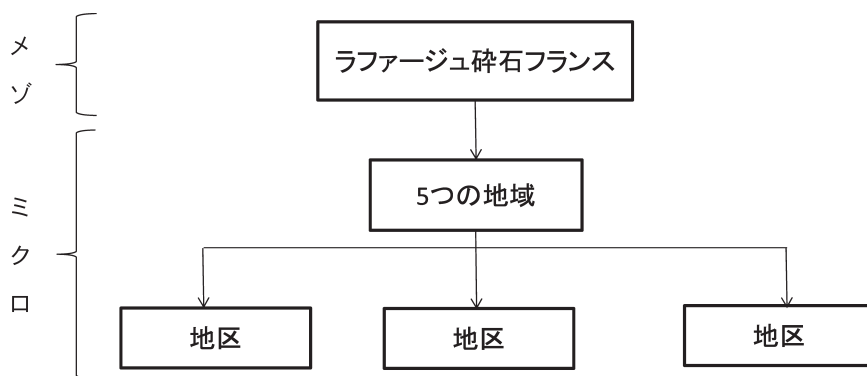 メゾ
ラファージュ砕石フランス
ミクロ
5つの地域
地区
地区
地区